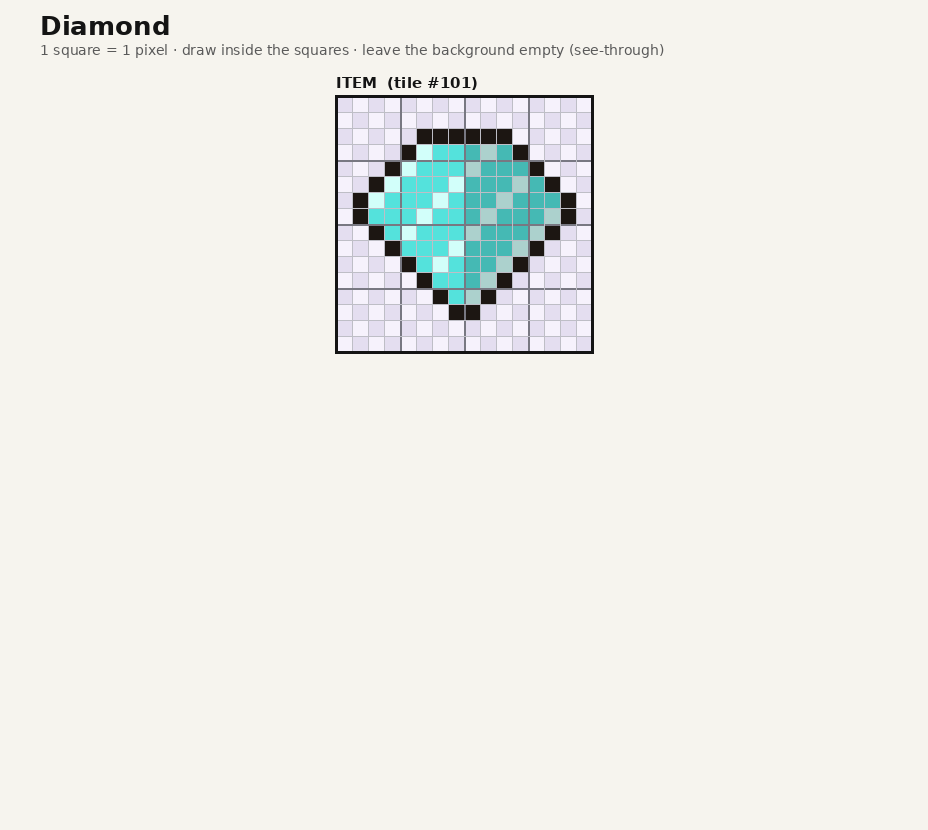 Diamond
1 square = 1 pixel · draw inside the squares · leave the background empty (see-through)
ITEM (tile #101)